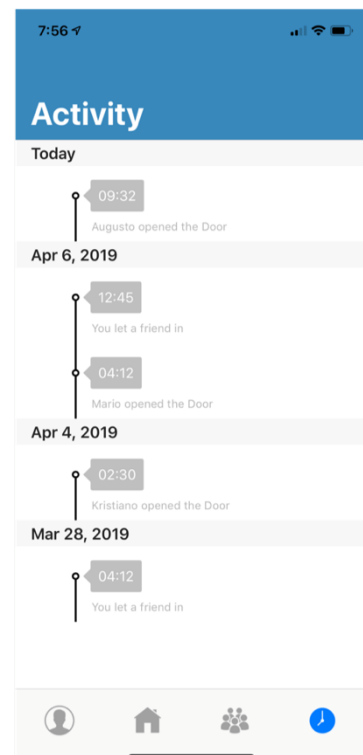 7:56
Activity
Today
09:32
Augusto opened the Door
Apr 6, 2019
12:45
You let a friend in
04:12
Mario opened the Door
Apr 4, 2019
02:30
Kristiano opened the Door
Mar 28, 2019
04:12
You let a friend in